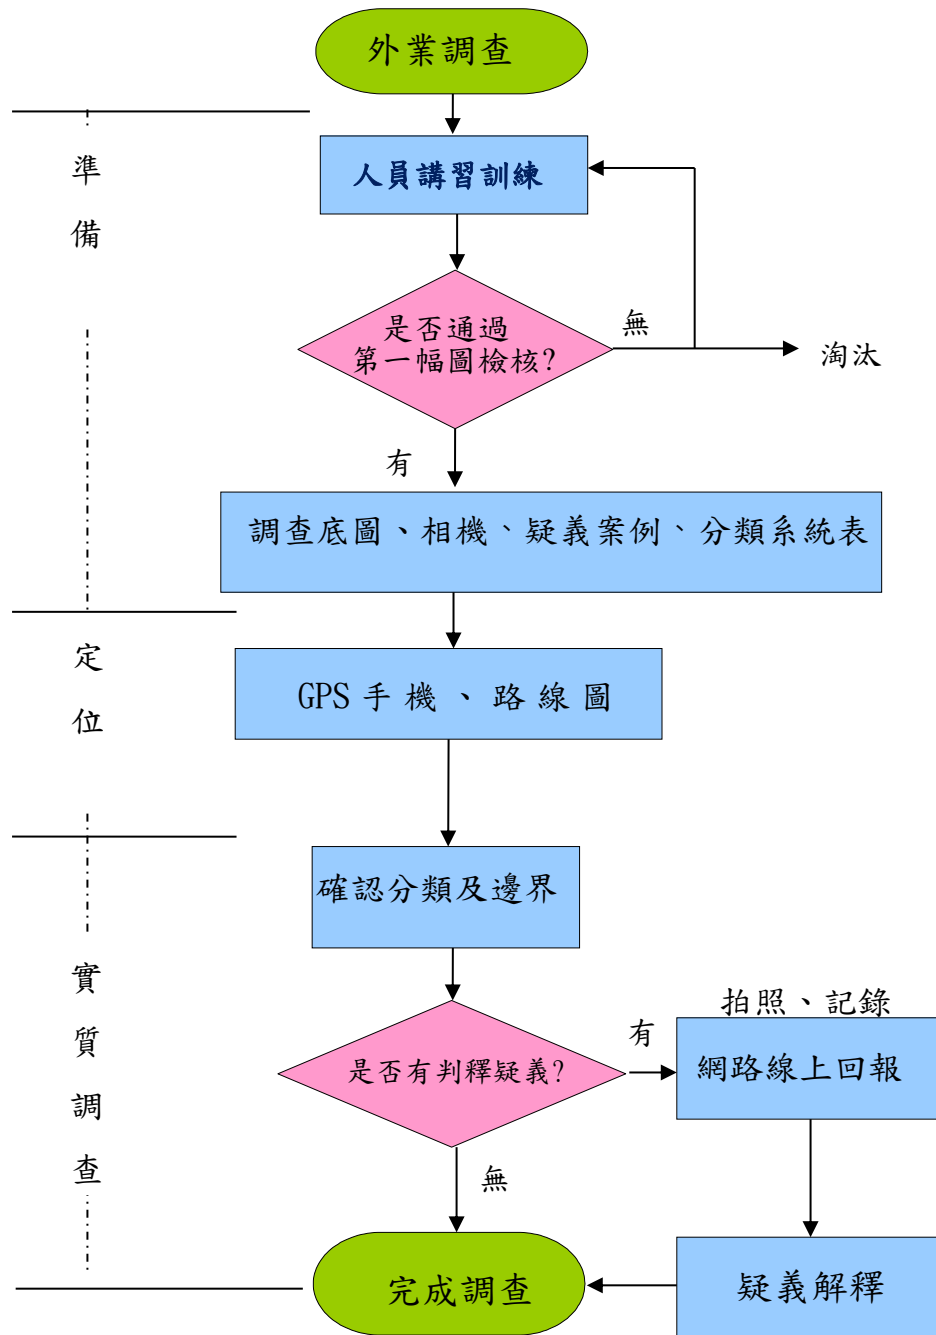 外業調查
準備
人員講習訓練
是否通過
第一幅圖檢核?
無
淘汰
有
調查底圖、相機、疑義案例、分類系統表
定位
GPS手機、路線圖
確認分類及邊界
實質調查
是否有判釋疑義?
有
拍照、記錄
網路線上回報
無
完成調查
疑義解釋